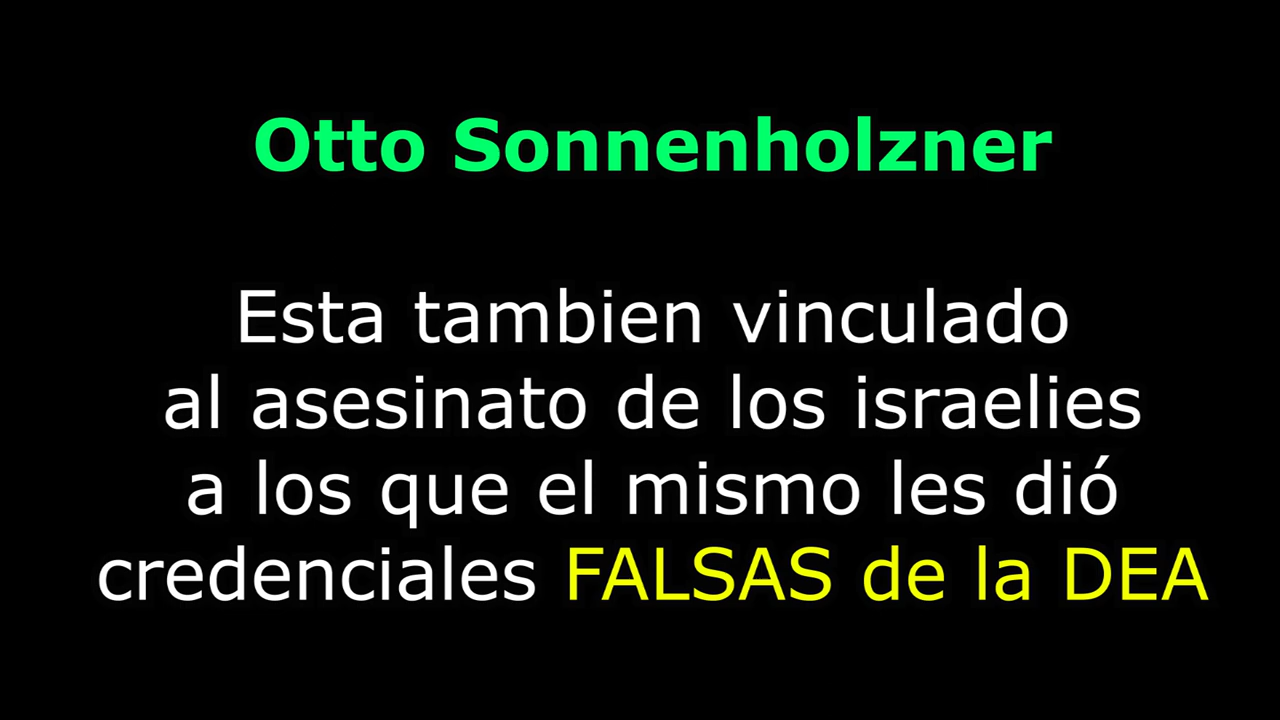 Otto Sonnenholzner
Esta tambien vinculado
al asesinato de los israelies
a los que el mismo les dió
credenciales FALSAS de la DEA